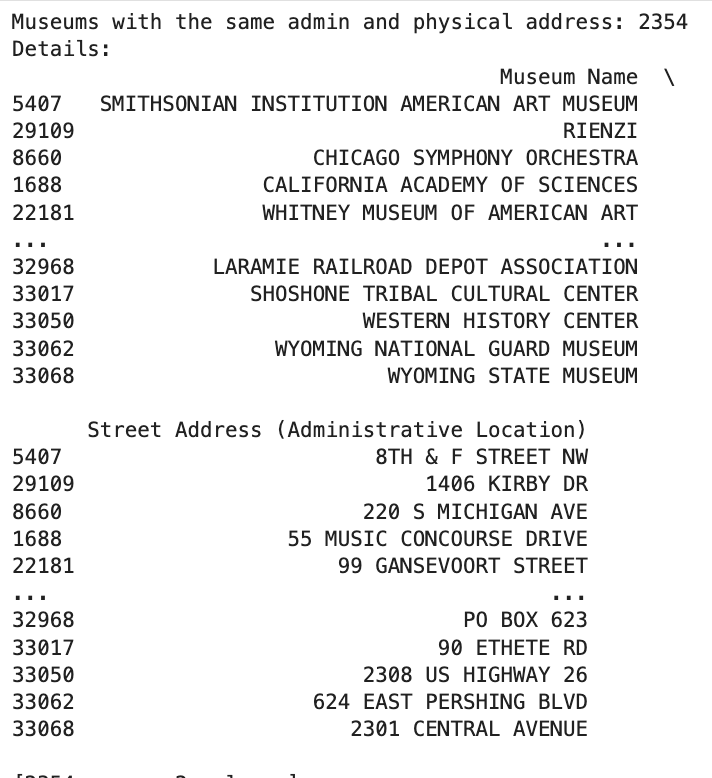 Museums with the same admin and physical address: 2354
Details:
Museum Name \
5407 SMITHSONIAN INSTITUTION AMERICAN ART MUSEUM
29109 RIENZI
8660 CHICAGO SYMPHONY ORCHESTRA
1688 CALIFORNIA ACADEMY OF SCIENCES
22181 WHITNEY MUSEUM OF AMERICAN ART
... ...
32968 LARAMIE RAILROAD DEPOT ASSOCIATION
33017 SHOSHONE TRIBAL CULTURAL CENTER
33050 WESTERN HISTORY CENTER
33062 WYOMING NATIONAL GUARD MUSEUM
33068 WYOMING STATE MUSEUM
Street Address (Administrative Location)
5407 8TH & F STREET NW
29109 1406 KIRBY DR
8660 220 S MICHIGAN AVE
1688 55 MUSIC CONCOURSE DRIVE
22181 99 GANSEVOORT STREET
... ...
32968 PO BOX 623
33017 90 ETHETE RD
33050 2308 US HIGHWAY 26
33062 624 EAST PERSHING BLVD
33068 2301 CENTRAL AVENUE